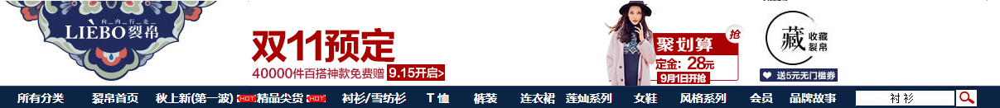 向—内—行—走
LIÈBO裂帛
双11预定
40000件百搭神款免费赠 9.15开启>
抢
聚划算
定金：28元
9月1日开抢
藏 收藏
裂帛
送5元无门槛券
所有分类 裂帛首页 秋上新(第一波) HOT 精品尖货 HOT 衬衫/雪纺衫 T 恤 裤装 连衣裙 莲灿系列 女鞋 风格系列 会员 品牌故事 衬 衫